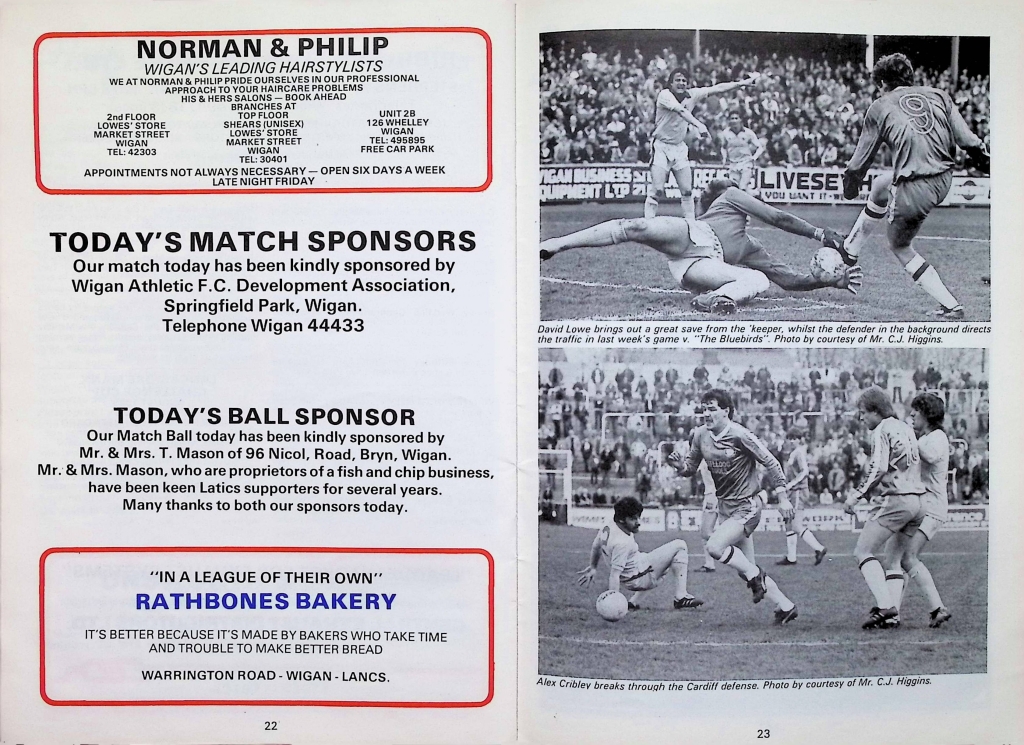 NORMAN & PHILIP
WIGAN'S LEADING HAIRSTYLISTS
WE AT NORMAN & PHILIP PRIDE OURSELVES IN OUR PROFESSIONAL
APPROACH TO YOUR HAIRCARE PROBLEMS
HIS & HERS SALONS — BOOK AHEAD
BRANCHES AT
2nd FLOOR
LOWES' STORE
MARKET STREET
WIGAN
TEL: 42303
TOP FLOOR
SHEARS (UNISEX)
LOWES' STORE
MARKET STREET
WIGAN
TEL: 30401
UNIT 2B
126 WHELLEY
WIGAN
TEL: 495895
FREE CAR PARK
APPOINTMENTS NOT ALWAYS NECESSARY — OPEN SIX DAYS A WEEK
LATE NIGHT FRIDAY
TODAY'S MATCH SPONSORS
Our match today has been kindly sponsored by
Wigan Athletic F.C. Development Association,
Springfield Park, Wigan.
Telephone Wigan 44433
TODAY'S BALL SPONSOR
Our Match Ball today has been kindly sponsored by
Mr. & Mrs. T. Mason of 96 Nicol, Road, Bryn, Wigan.
Mr. & Mrs. Mason, who are proprietors of a fish and chip business,
have been keen Latics supporters for several years.
Many thanks to both our sponsors today.
"IN A LEAGUE OF THEIR OWN"
RATHBONES BAKERY
IT'S BETTER BECAUSE IT'S MADE BY BAKERS WHO TAKE TIME
AND TROUBLE TO MAKE BETTER BREAD
WARRINGTON ROAD - WIGAN - LANCS.
22
9
GAN BUSINESS
EQUIPMENT LTD
LIVESEY
YOU WANT IT
David Lowe brings out a great save from the 'keeper, whilst the defender in the background directs
the traffic in last week's game v. "The Bluebirds". Photo by courtesy of Mr. C.J. Higgins.
Alex Cribley breaks through the Cardiff defense. Photo by courtesy of Mr. C.J. Higgins.
23